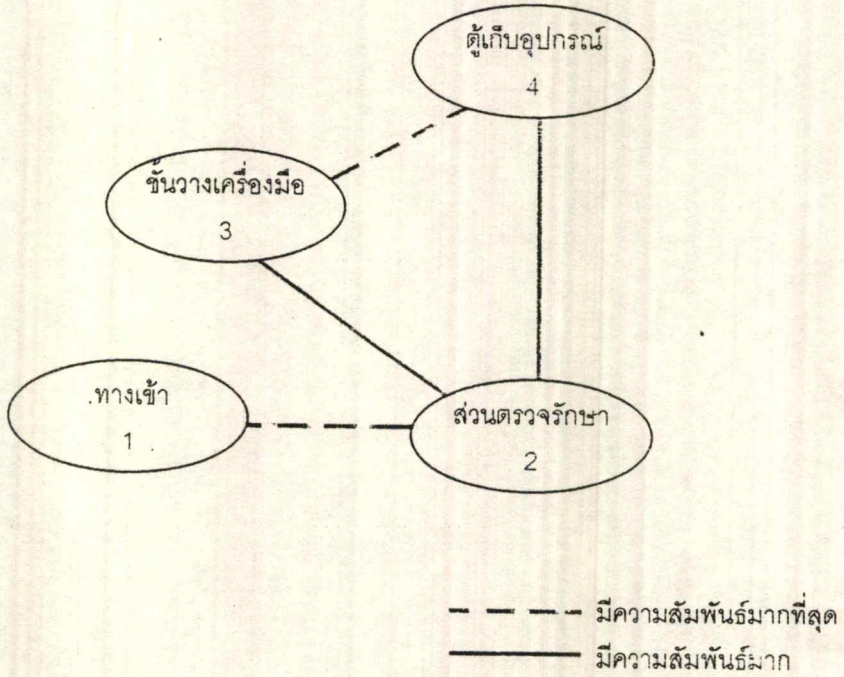 ตู้เก็บอุปกรณ์
4
ชั้นวางเครื่องมือ
3
.ทางเข้า
1
ส่วนตรวจรักษา
2
มีความสัมพันธ์มากที่สุด
มีความสัมพันธ์มาก